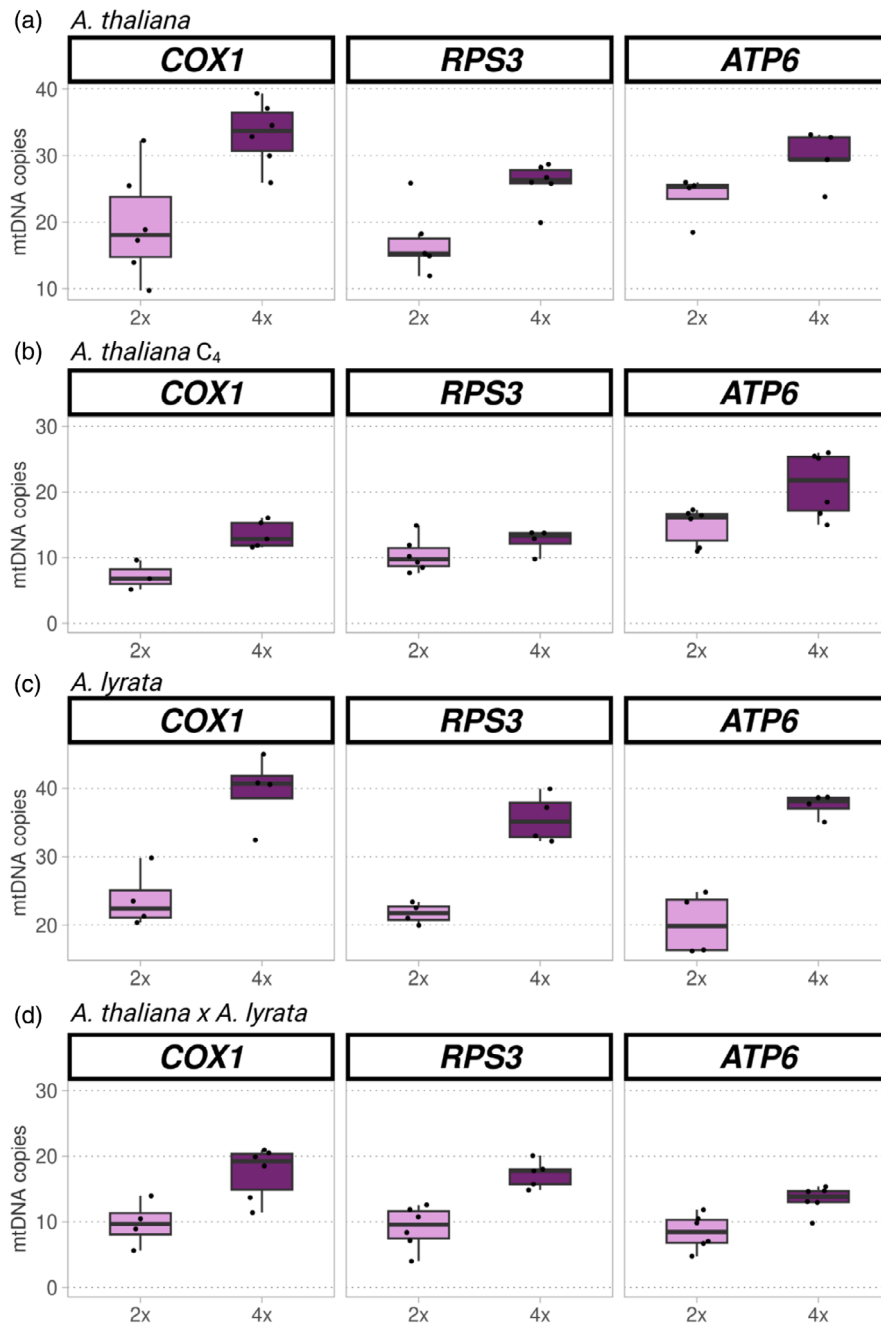 (a) A. thaliana
COX1 RPS3 ATP6
40
30
20
10
mtDNA copies
2x 4x 2x 4x 2x 4x
(b) A. thaliana C₄
COX1 RPS3 ATP6
30
20
10
0
mtDNA copies
2x 4x 2x 4x 2x 4x
(c) A. lyrata
COX1 RPS3 ATP6
40
30
20
mtDNA copies
2x 4x 2x 4x 2x 4x
(d) A. thaliana x A. lyrata
COX1 RPS3 ATP6
30
20
10
0
mtDNA copies
2x 4x 2x 4x 2x 4x